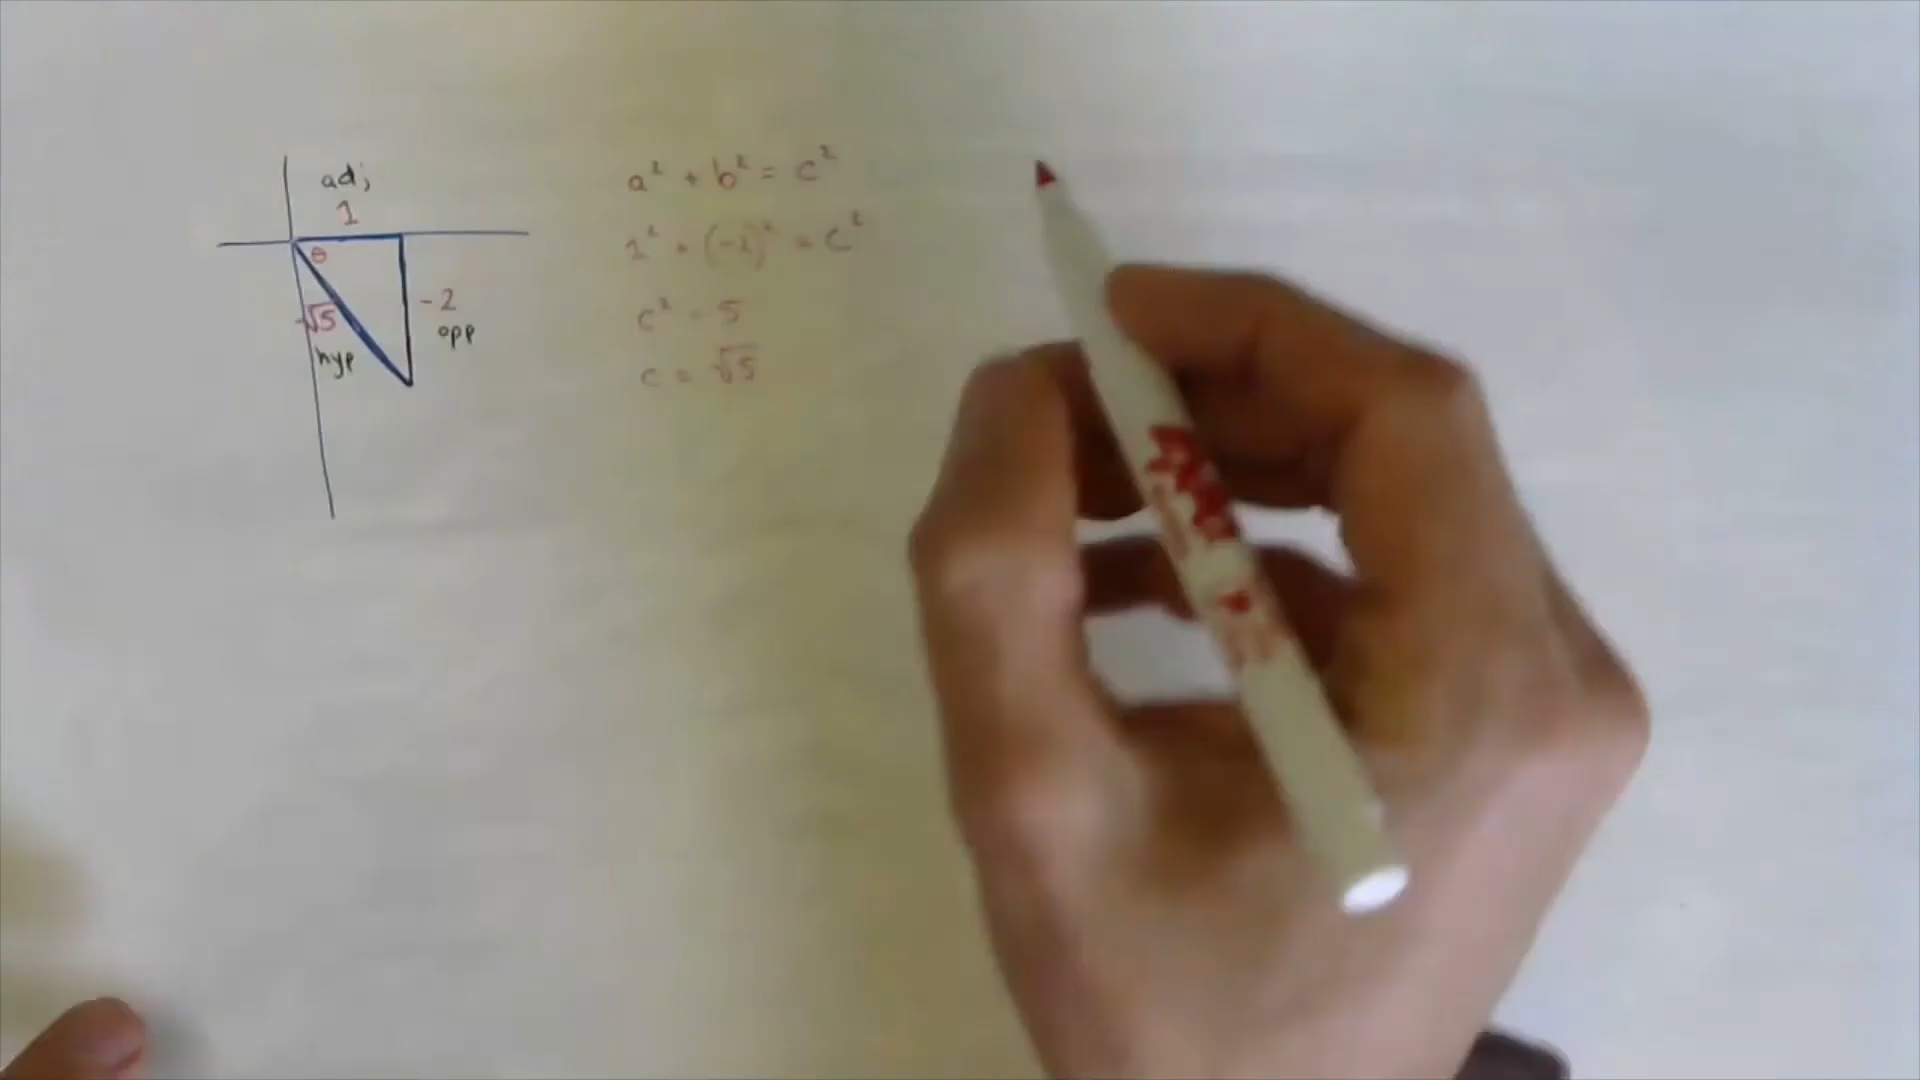 adj
1
θ
-2
√5
opp
hyp
a² + b² = c²
1² + (-2)² = c²
c² = 5
c = √5